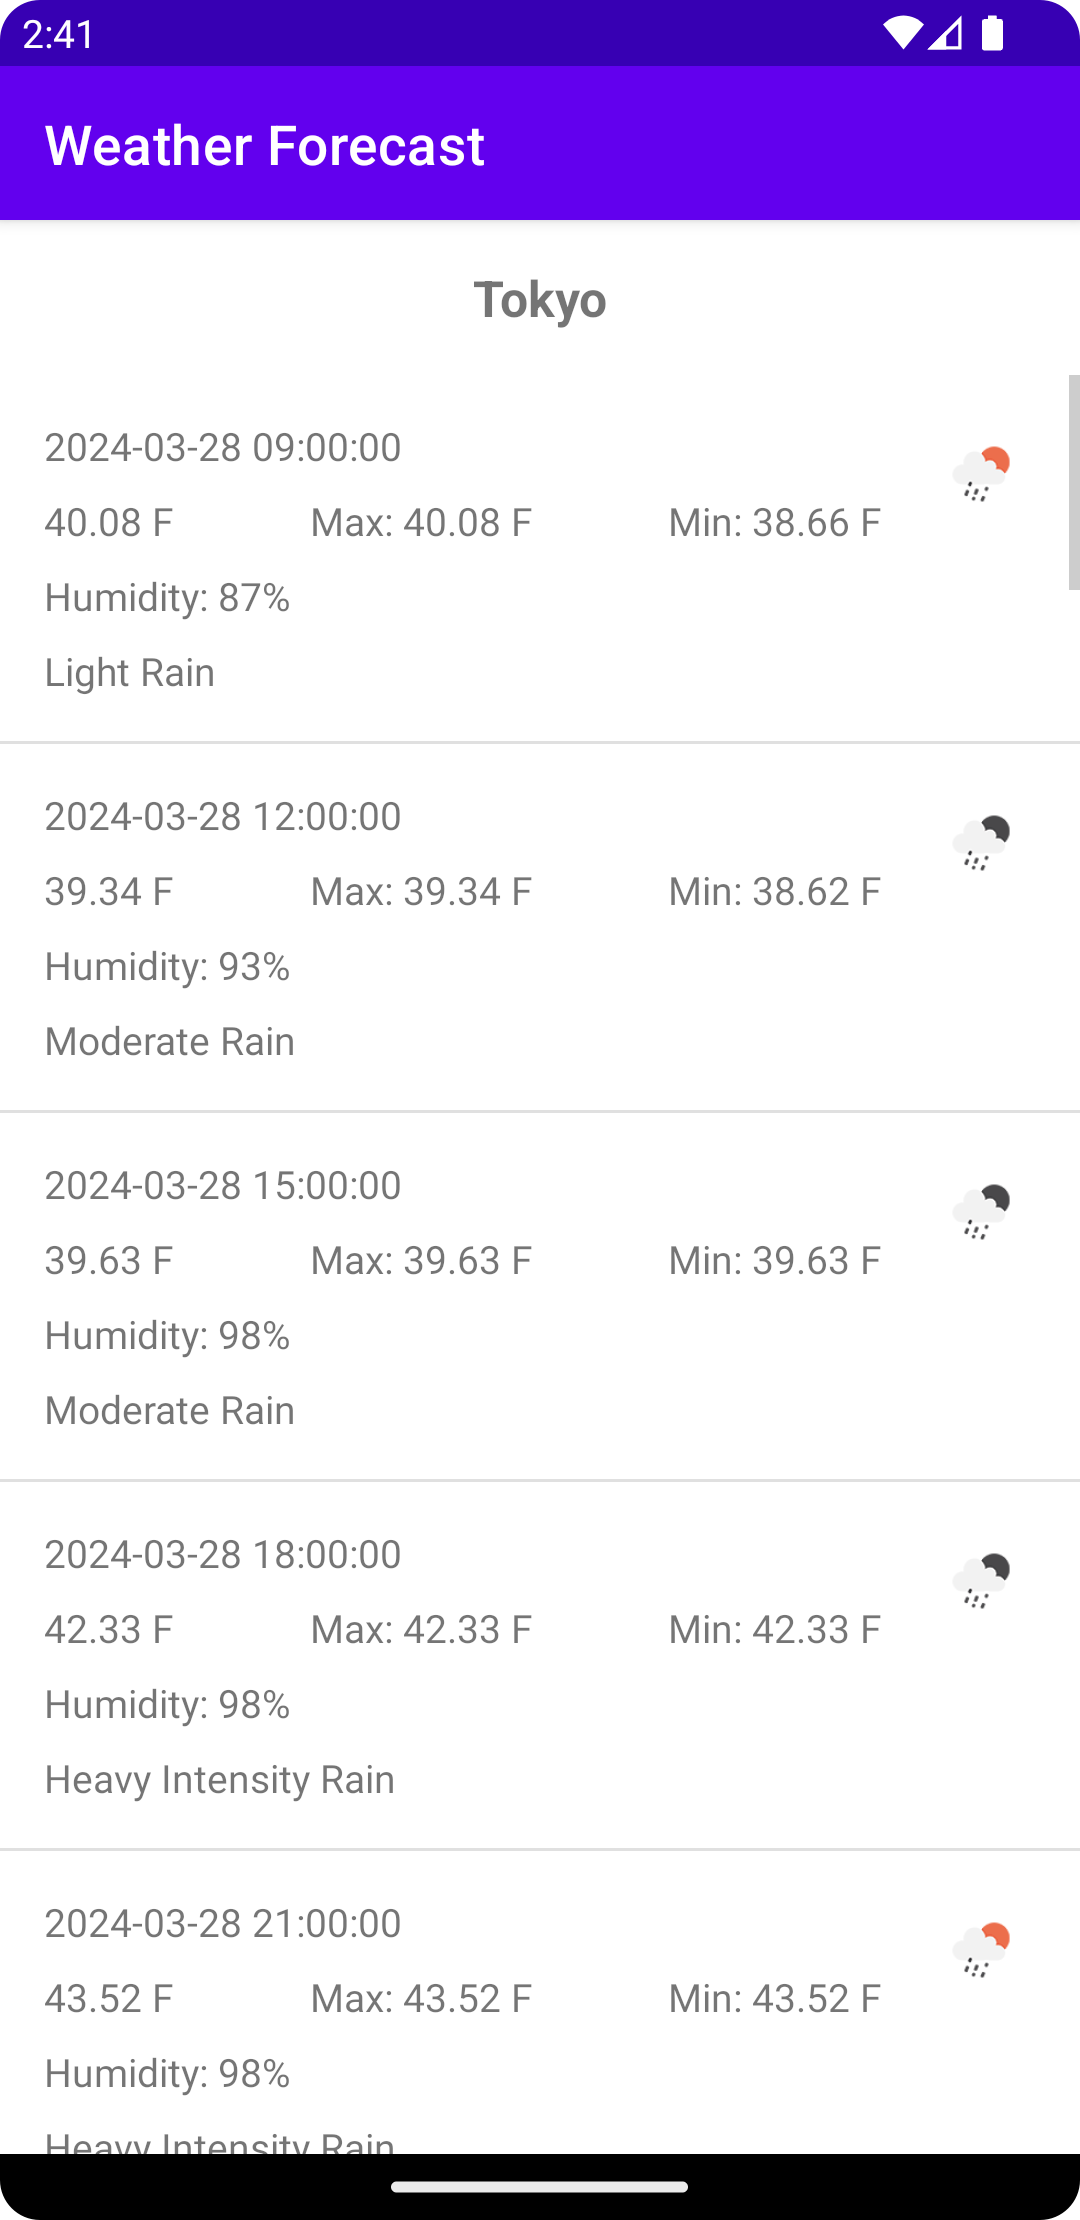 2:41
Weather Forecast
Tokyo
2024-03-28 09:00:00
40.08 F Max: 40.08 F Min: 38.66 F
Humidity: 87%
Light Rain
2024-03-28 12:00:00
39.34 F Max: 39.34 F Min: 38.62 F
Humidity: 93%
Moderate Rain
2024-03-28 15:00:00
39.63 F Max: 39.63 F Min: 39.63 F
Humidity: 98%
Moderate Rain
2024-03-28 18:00:00
42.33 F Max: 42.33 F Min: 42.33 F
Humidity: 98%
Heavy Intensity Rain
2024-03-28 21:00:00
43.52 F Max: 43.52 F Min: 43.52 F
Humidity: 98%
Heavy Intensity Rain